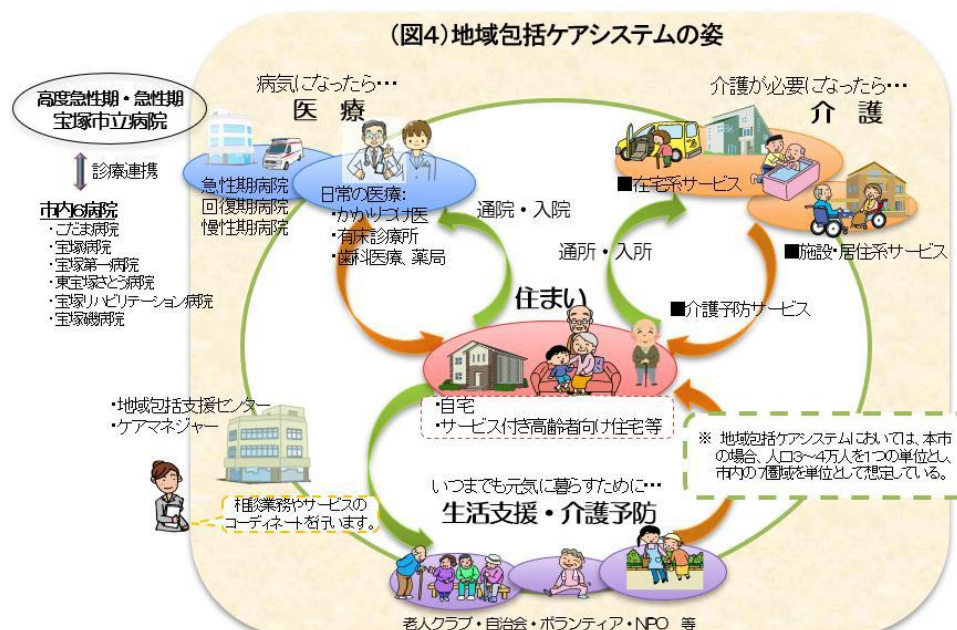 (図4)地域包括ケアシステムの姿
高度急性期・急性期
宝塚市立病院
診療連携
市内6病院
・こだま病院
・宝塚病院
・宝塚第一病院
・東宝塚さとう病院
・宝塚リハビリテーション病院
・宝塚磯病院
病気になったら…
医療
急性期病院
回復期病院
慢性期病院
日常の医療:
・かかりつけ医
・有床診療所
・歯科医療、薬局
通院・入院
介護が必要になったら…
介護
■在宅系サービス
■施設・居住系サービス
通所・入所
■介護予防サービス
住まい
・自宅
・サービス付き高齢者向け住宅等
・地域包括支援センター
・ケアマネジャー
相談業務やサービスの
コーディネートを行います。
※ 地域包括ケアシステムにおいては、本市
の場合、人口3~4万人を1つの単位とし、
市内の7圏域を単位として想定している。
いつまでも元気に暮らすために…
生活支援・介護予防
老人クラブ・自治会・ボランティア・NPO 等